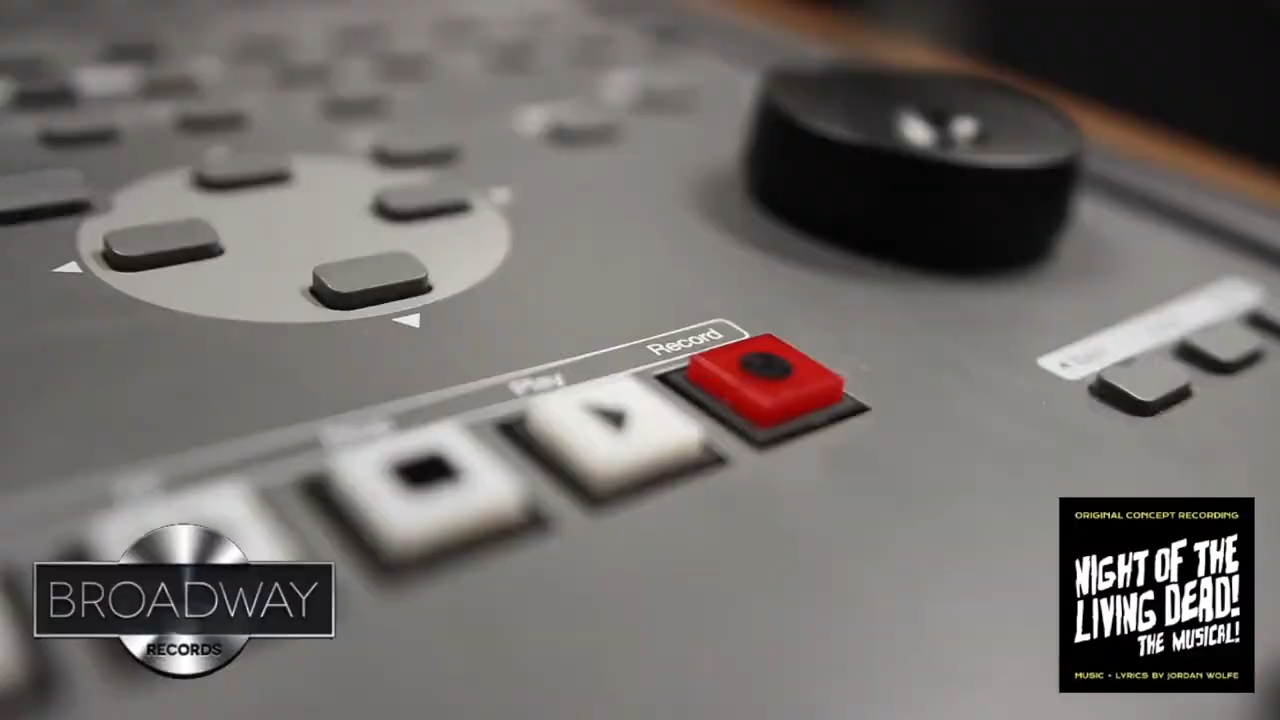 Record
Play
BROADWAY
RECORDS
ORIGINAL CONCEPT RECORDING
NIGHT OF THE
LIVING DEAD!
THE MUSICAL!
MUSIC + LYRICS BY JORDAN WOLFE